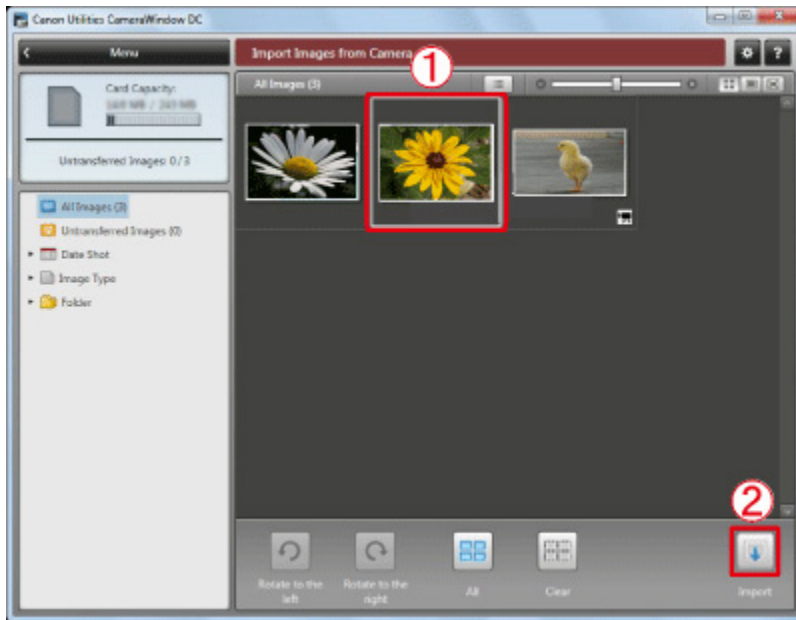 Canon Utilities CameraWindow DC
Menu
Import Images from Camera
?
Card Capacity:
Untransferred Images: 0 / 3
All Images (3)
Untransferred Images (0)
Date Shot
Image Type
Folder
All Images (3)
1
2
Rotate to the
left
Rotate to the
right
All
Clear
Import